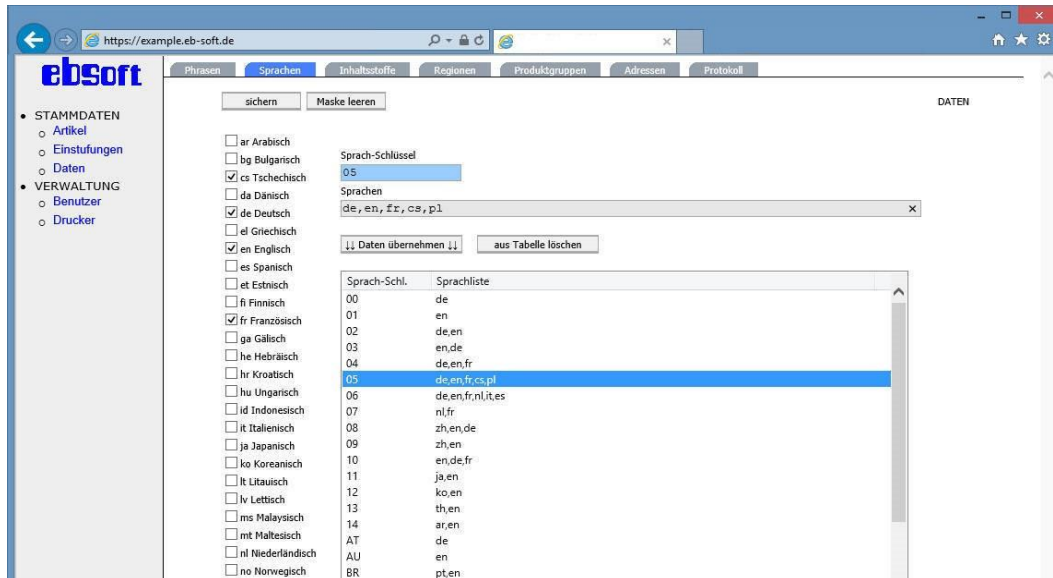 https://example.eb-soft.de
ebsoft
Phrasen Sprachen Inhaltsstoffe Regionen Produktgruppen Adressen Protokoll
sichern Maske leeren DATEN
STAMMDATEN
Artikel
Einstufungen
Daten
VERWALTUNG
Benutzer
Drucker
ar Arabisch
bg Bulgarisch
cs Tschechisch
da Dänisch
de Deutsch
el Griechisch
en Englisch
es Spanisch
et Estnisch
fi Finnisch
fr Französisch
ga Gälisch
he Hebräisch
hr Kroatisch
hu Ungarisch
id Indonesisch
it Italienisch
ja Japanisch
ko Koreanisch
lt Litauisch
lv Lettisch
ms Malaysisch
mt Maltesisch
nl Niederländisch
no Norwegisch
Sprach-Schlüssel
05
Sprachen
de,en,fr,cs,pl
↓↓ Daten übernehmen ↓↓ aus Tabelle löschen
Sprach-Schl. Sprachliste
00 de
01 en
02 de,en
03 en,de
04 de,en,fr
05 de,en,fr,cs,pl
06 de,en,fr,nl,it,es
07 nl,fr
08 zh,en,de
09 zh,en
10 en,de,fr
11 ja,en
12 ko,en
13 th,en
14 ar,en
AT de
AU en
BR pt,en